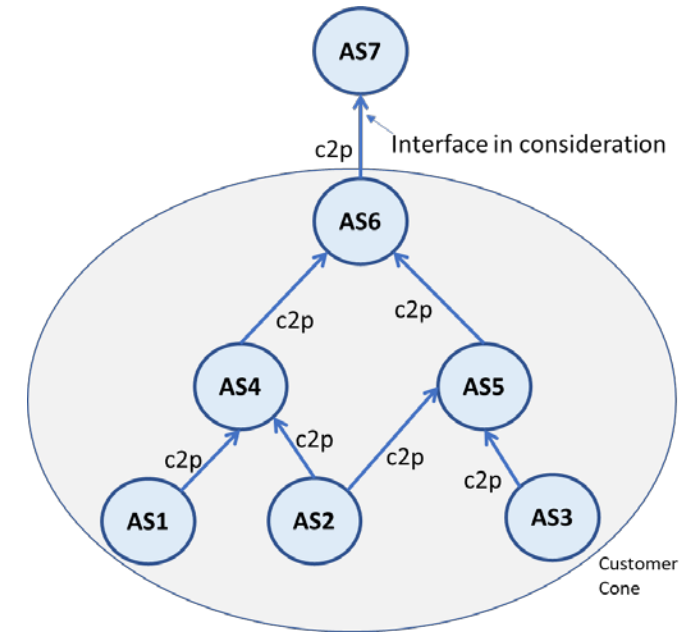 AS7
Interface in consideration
c2p
AS6
c2p
c2p
AS4
AS5
c2p
c2p
c2p
c2p
AS1
AS2
AS3
Customer
Cone